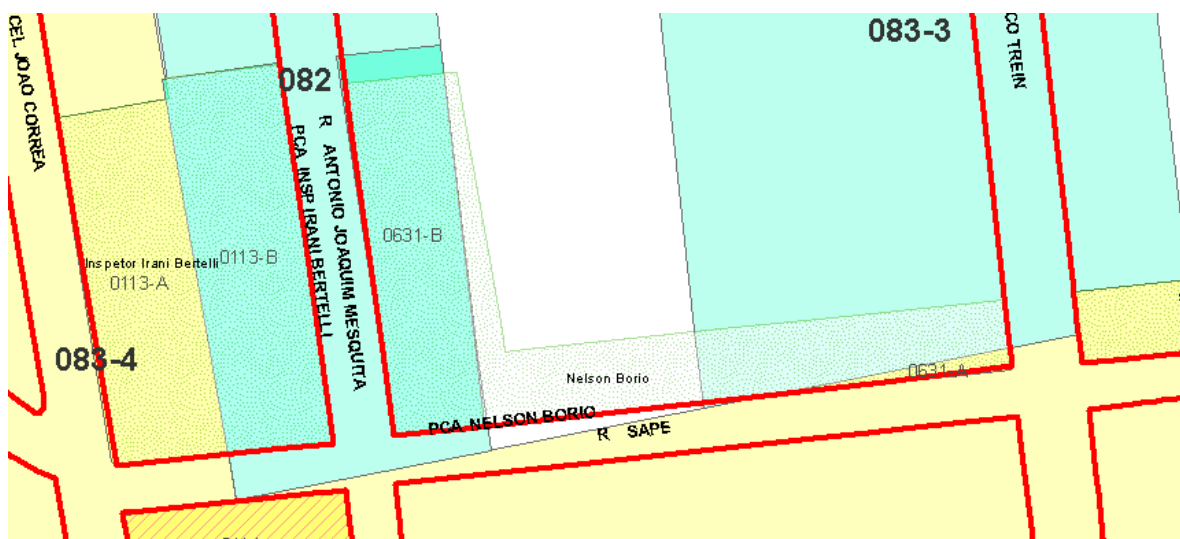 CEL JOAO CORREA
083-3
CO TREIN
082
R ANTONIO JOAQUIM MESQUITA
PCA INSP IRANI BERTELLI
0631-B
0113-B
Inspetor Irani Bertelli
0113-A
083-4
0631-A
Nelson Borio
PCA NELSON BORIO
R SAPE